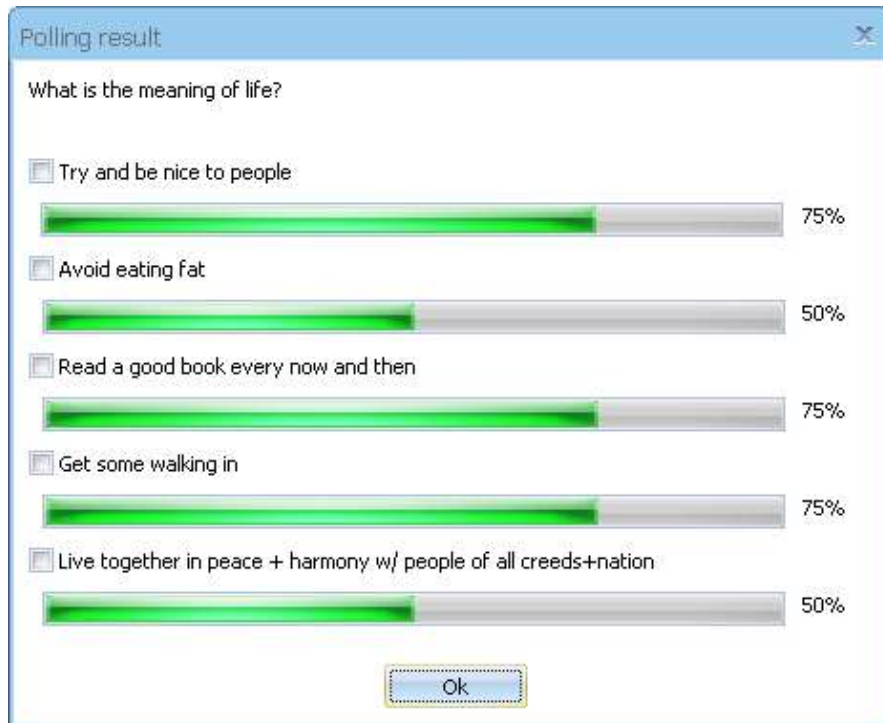 Polling result
What is the meaning of life?
Try and be nice to people
75%
Avoid eating fat
50%
Read a good book every now and then
75%
Get some walking in
75%
Live together in peace + harmony w/ people of all creeds+nation
50%
Ok